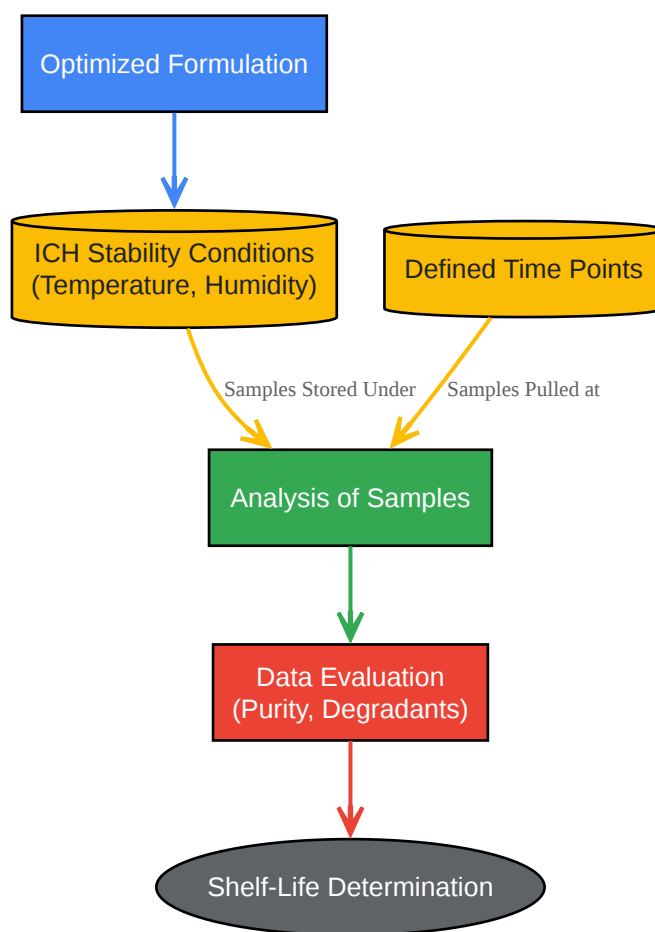 Optimized Formulation
ICH Stability Conditions
(Temperature, Humidity)
Defined Time Points
Samples Stored Under
Samples Pulled at
Analysis of Samples
Data Evaluation
(Purity, Degradants)
Shelf-Life Determination